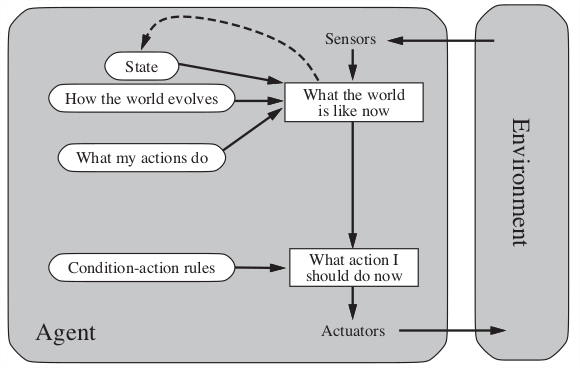 Sensors
State
How the world evolves
What the world
is like now
What my actions do
Environment
Condition-action rules
What action I
should do now
Agent
Actuators